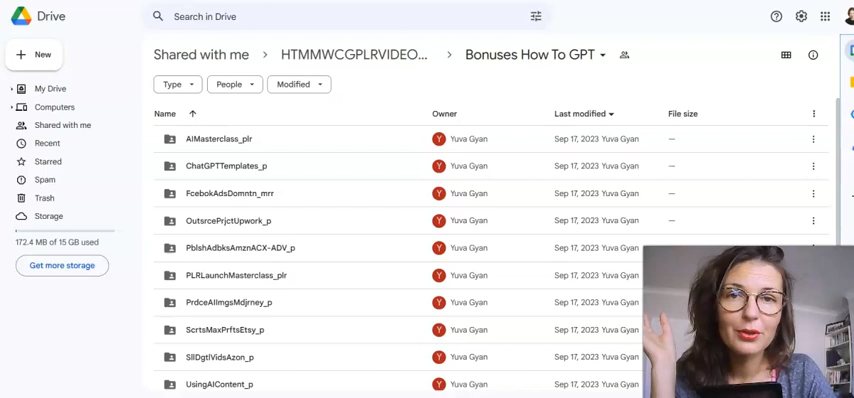 Drive
Search in Drive
New
My Drive
Computers
Shared with me
Recent
Starred
Spam
Trash
Storage
172.4 MB of 15 GB used
Get more storage
Shared with me > HTMMWCGPLRVIDEO... > Bonuses How To GPT
Type People Modified
Name Owner Last modified File size
AiMasterclass_plr Y Yuva Gyan Sep 17, 2023 Yuva Gyan —
ChatGPTTemplates_p Y Yuva Gyan Sep 17, 2023 Yuva Gyan —
FcebokAdsDomntn_mrr Y Yuva Gyan Sep 17, 2023 Yuva Gyan —
OutsrcePrjctUpwork_p Y Yuva Gyan Sep 17, 2023 Yuva Gyan —
PblshAdbksAmznACX-ADV_p Y Yuva Gyan Sep 17, 2023 Yuva Gyan
PLRLaunchMasterclass_plr Y Yuva Gyan Sep 17, 2023 Yuva Gyan
PrdceAIImgsMdjrney_p Y Yuva Gyan Sep 17, 2023 Yuva Gyan
ScrtsMaxPrftsEtsy_p Y Yuva Gyan Sep 17, 2023 Yuva Gyan
SllDgtlVidsAzon_p Y Yuva Gyan Sep 17, 2023 Yuva Gyan
UsingAIContent_p Y Yuva Gyan Sep 17, 2023 Yuva Gyan